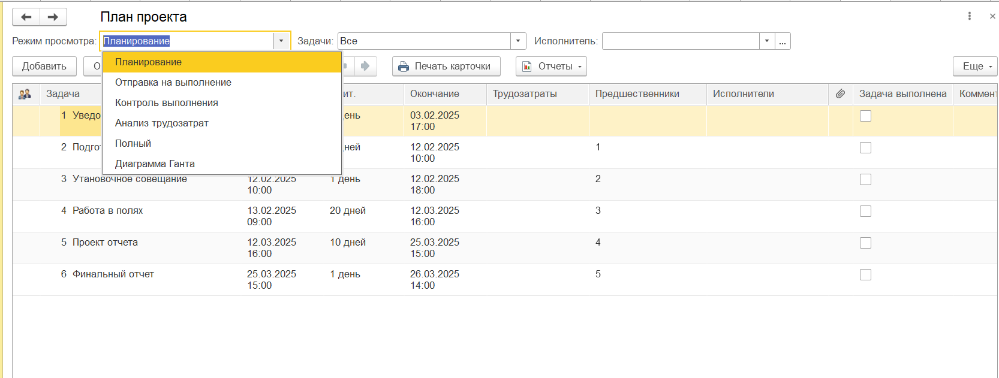 План проекта
Режим просмотра: Планирование Задачи: Все Исполнитель: ...
Добавить О Печать карточки Отчеты Еще
Планирование
Отправка на выполнение
Контроль выполнения
Анализ трудозатрат
Полный
Диаграмма Ганта
Задача ит. Окончание Трудозатраты Предшественники Исполнители Задача выполнена Коммент
1 Уведо ень 03.02.2025
17:00
2 Подгот ней 12.02.2025 1
10:00
3 Утановочное совещание 12.02.2025 1 день 12.02.2025 2
10:00 18:00
4 Работа в полях 13.02.2025 20 дней 12.03.2025 3
09:00 16:00
5 Проект отчета 12.03.2025 10 дней 25.03.2025 4
16:00 15:00
6 Финальный отчет 25.03.2025 1 день 26.03.2025 5
15:00 14:00